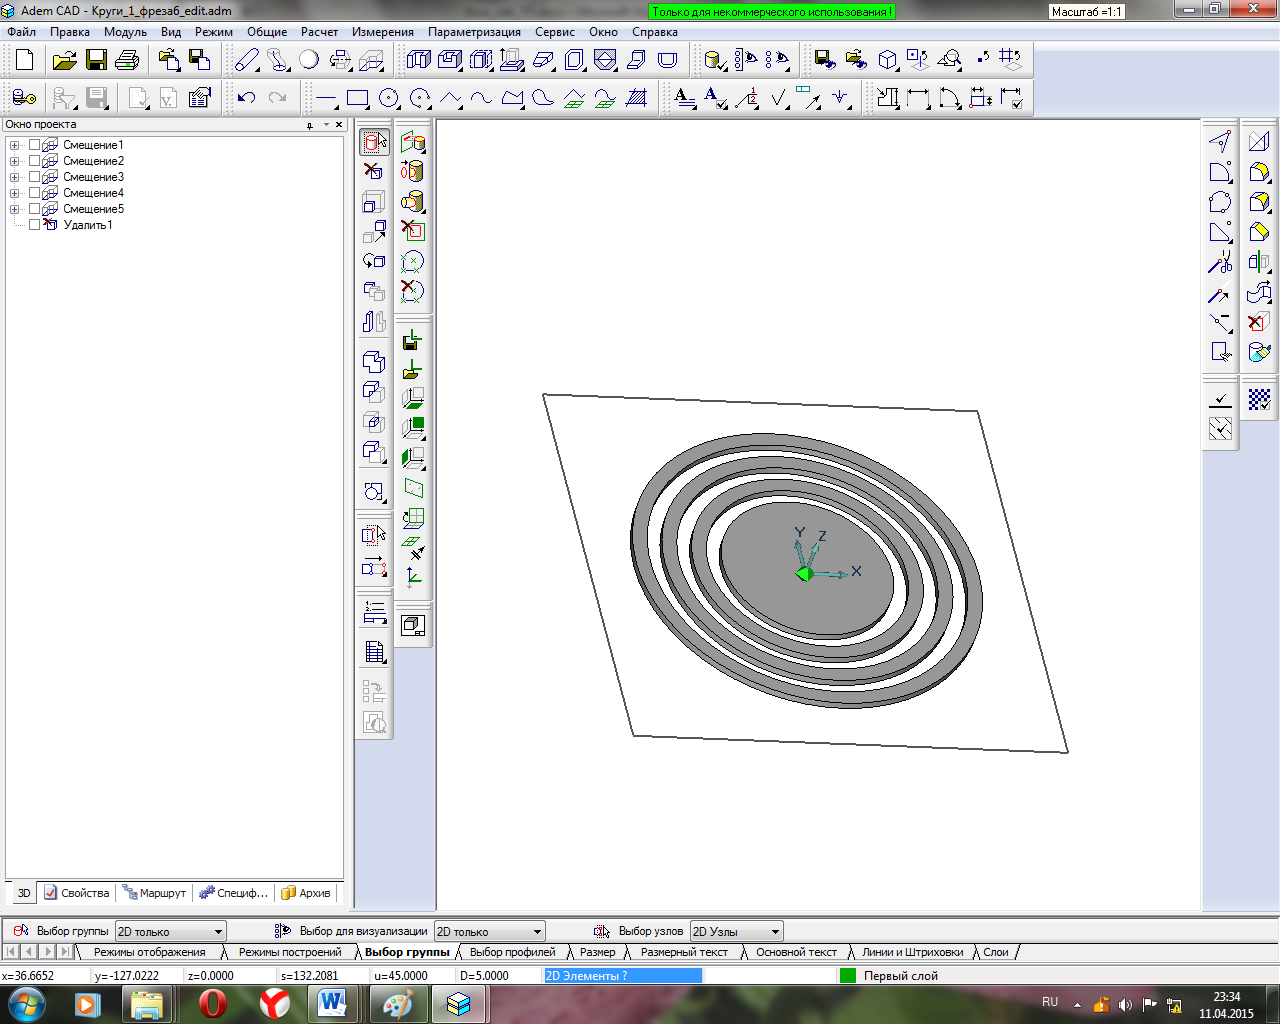 Adem CAD - Круги_1_фреза6_edit.adm
Только для некоммерческого использования !
Масштаб =1:1
Файл Правка Модуль Вид Режим Общие Расчет Измерения Параметризация Сервис Окно Справка
Окно проекта
Смещение1
Смещение2
Смещение3
Смещение4
Смещение5
Удалить1
Y Z
X
3D Свойства Маршрут Специф... Архив
Выбор группы 2D только Выбор для визуализации 2D только Выбор узлов 2D Узлы
Режимы отображения Режимы построений Выбор группы Выбор профилей Размер Размерный текст Основной текст Линии и Штриховки Слои
x=36.6652 y=-127.0222 z=0.0000 s=132.2081 u=45.0000 D=5.0000 2D Элементы ? Первый слой
RU 23:34
11.04.2015